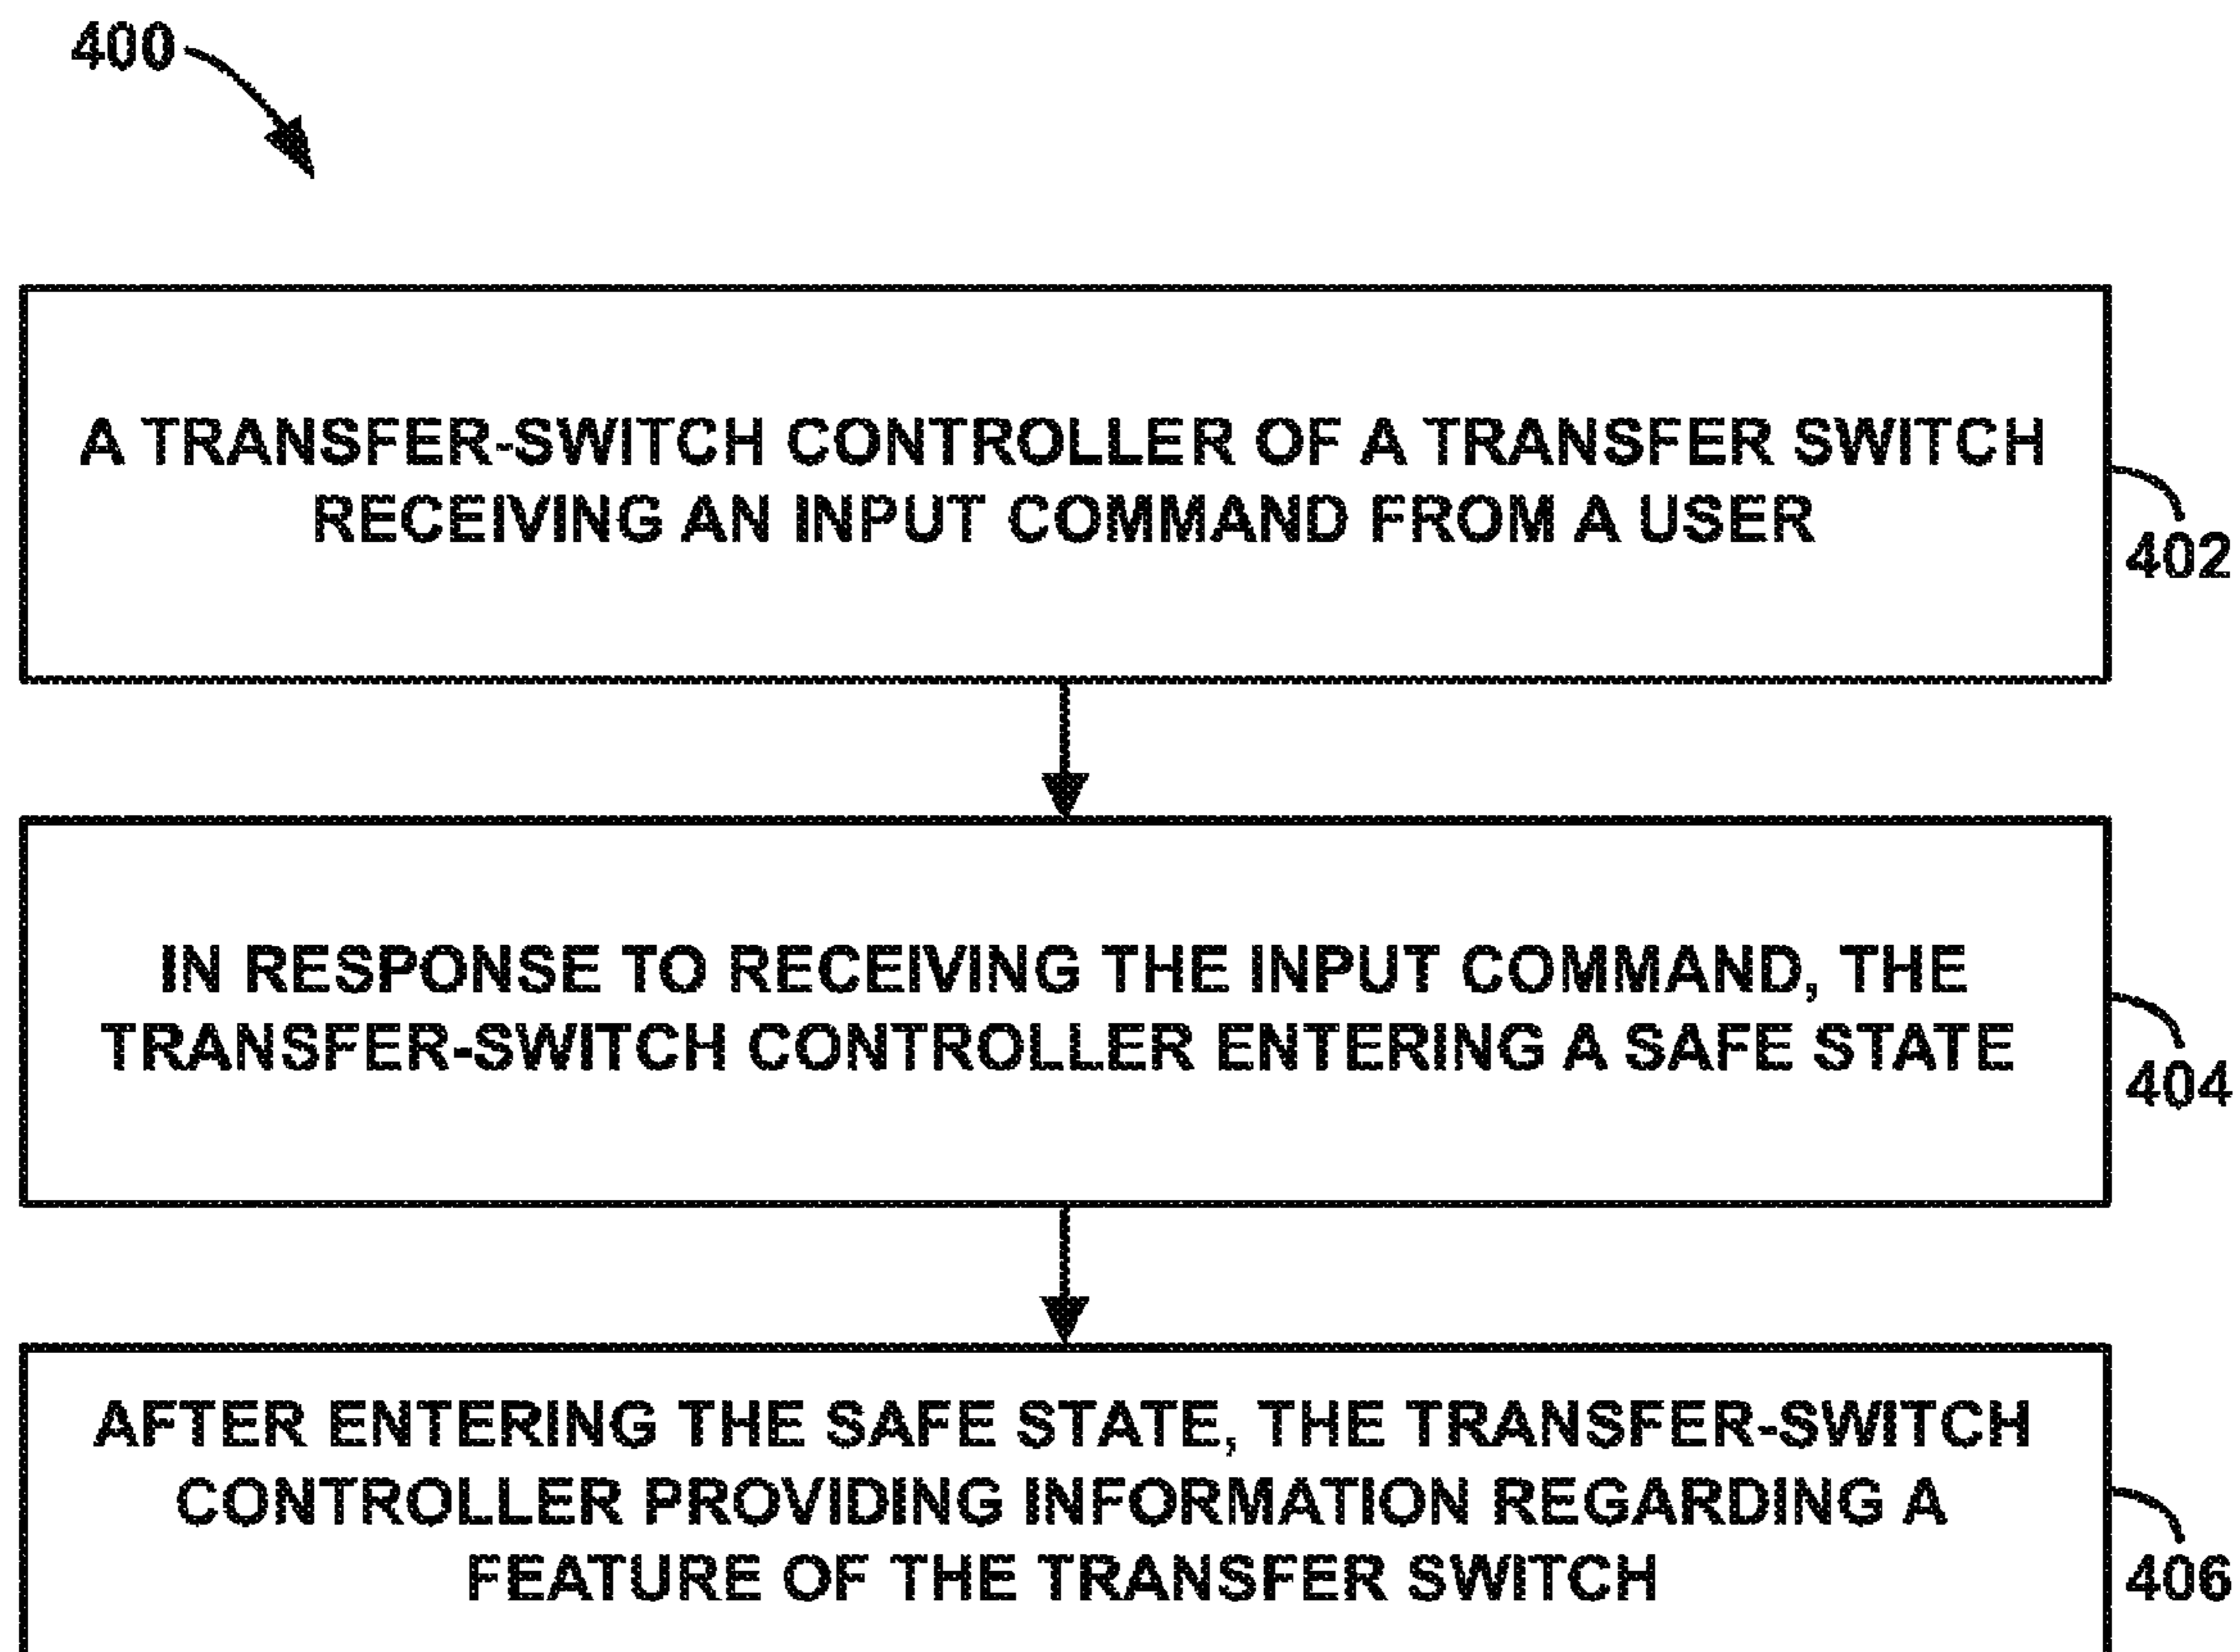 400
A TRANSFER-SWITCH CONTROLLER OF A TRANSFER SWITCH
RECEIVING AN INPUT COMMAND FROM A USER
402
IN RESPONSE TO RECEIVING THE INPUT COMMAND, THE
TRANSFER-SWITCH CONTROLLER ENTERING A SAFE STATE
404
AFTER ENTERING THE SAFE STATE, THE TRANSFER-SWITCH
CONTROLLER PROVIDING INFORMATION REGARDING A
FEATURE OF THE TRANSFER SWITCH
406